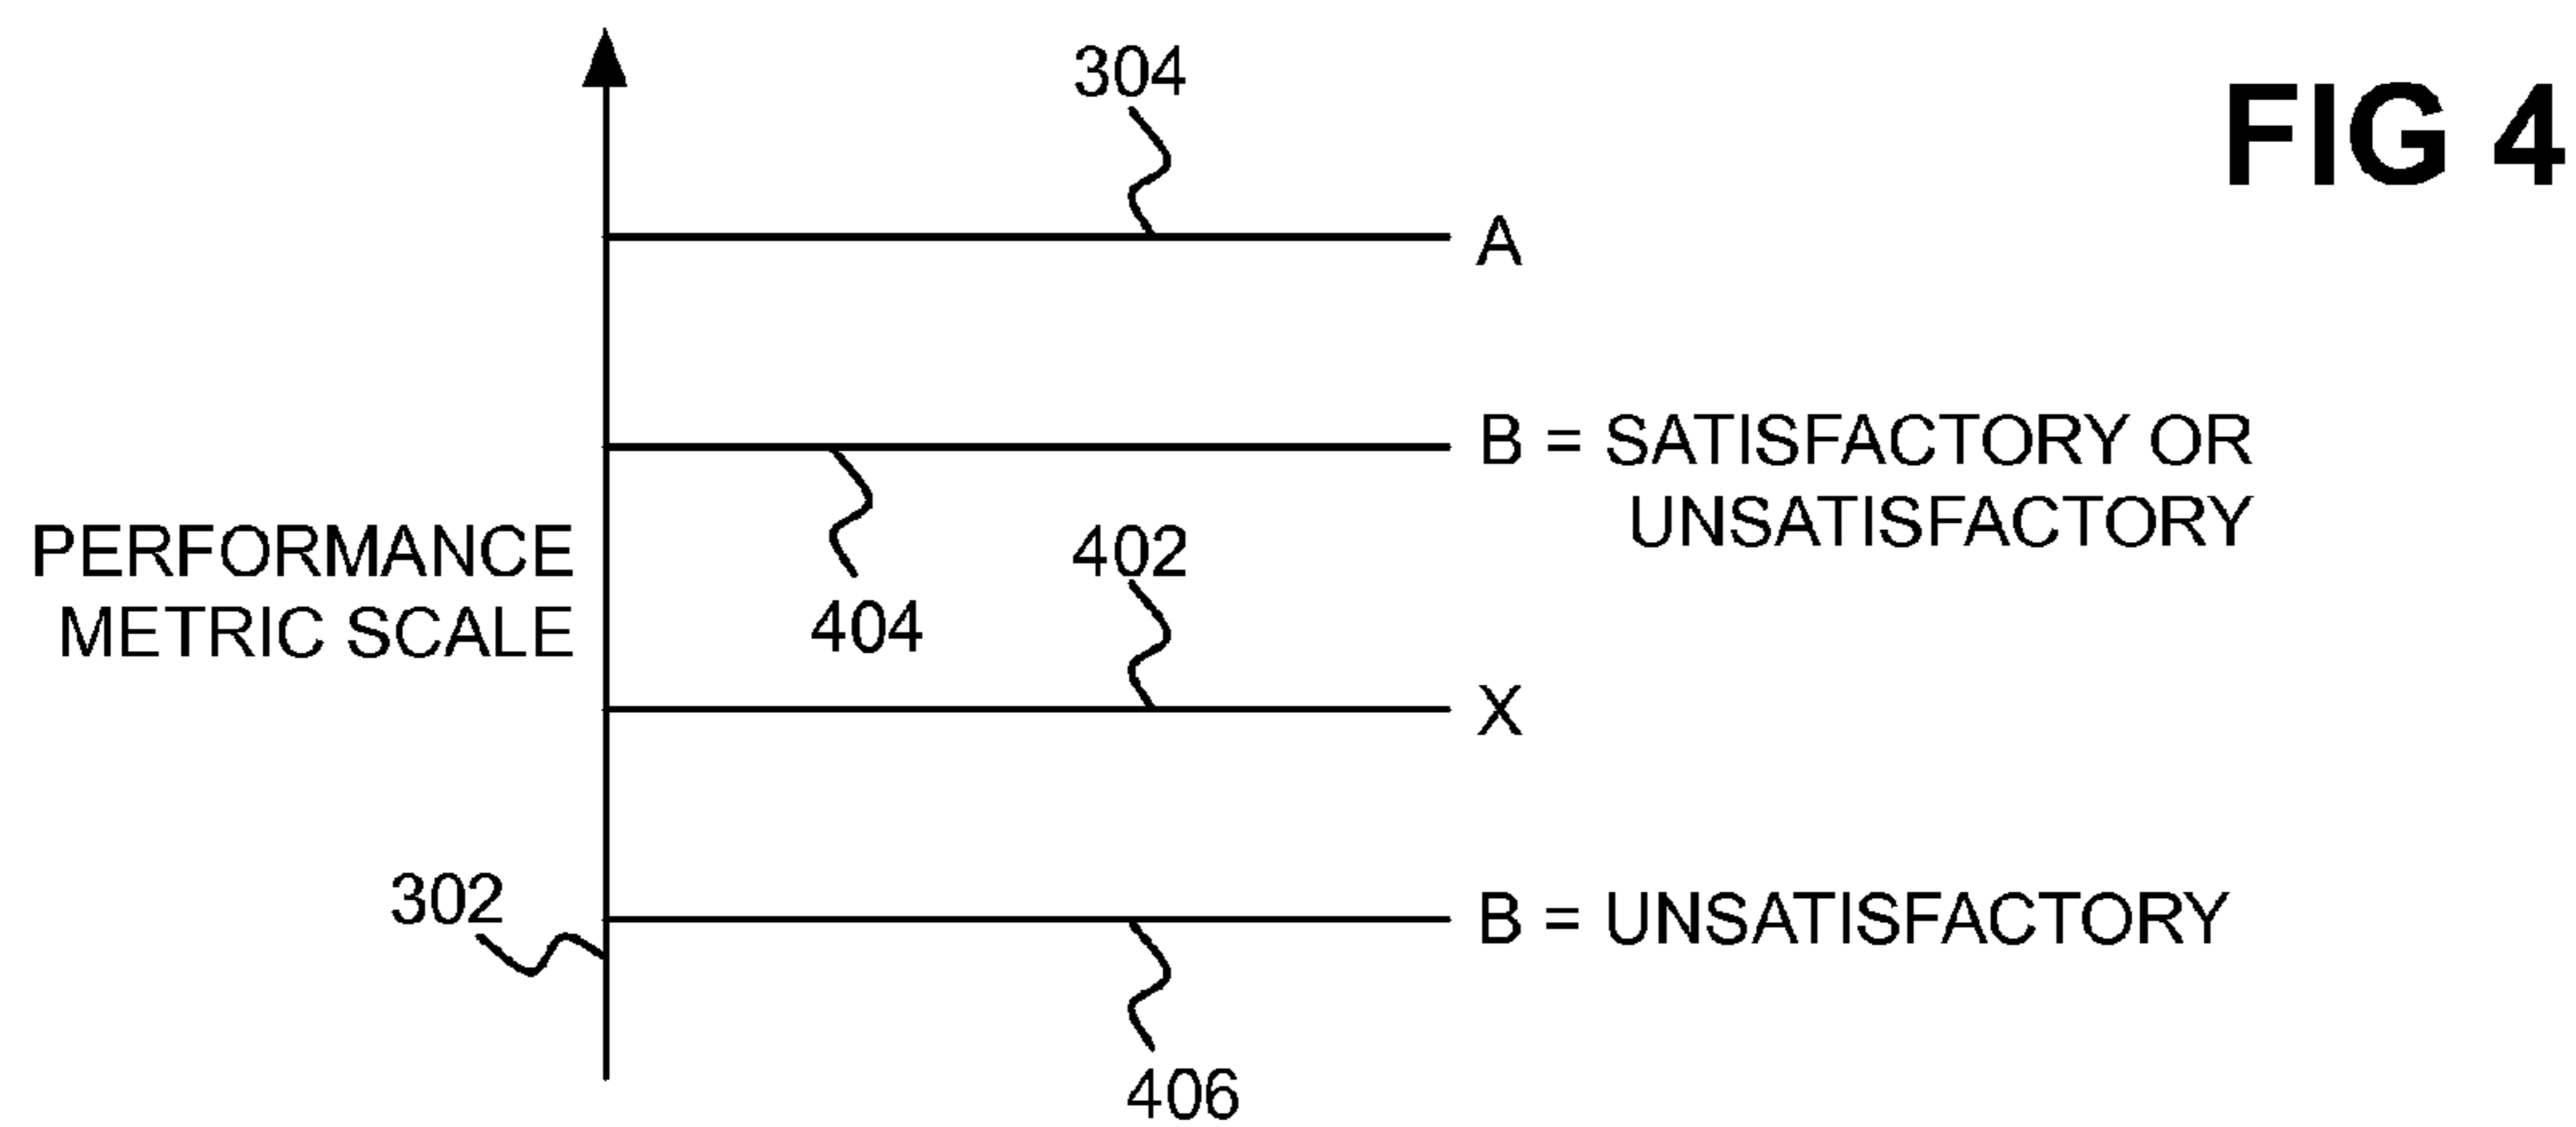 304
FIG 4
A
B = SATISFACTORY OR
UNSATISFACTORY
PERFORMANCE
METRIC SCALE
402
404
X
302
B = UNSATISFACTORY
406